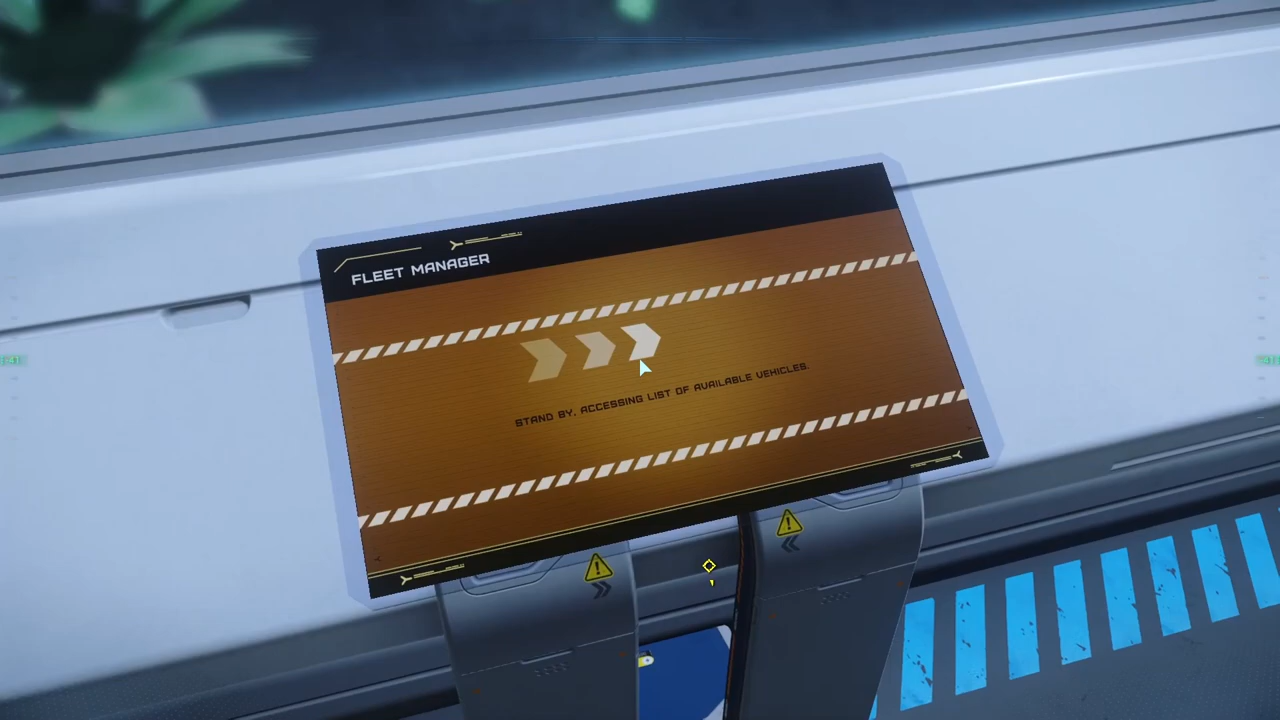 FLEET MANAGER
STAND BY. ACCESSING LIST OF AVAILABLE VEHICLES.